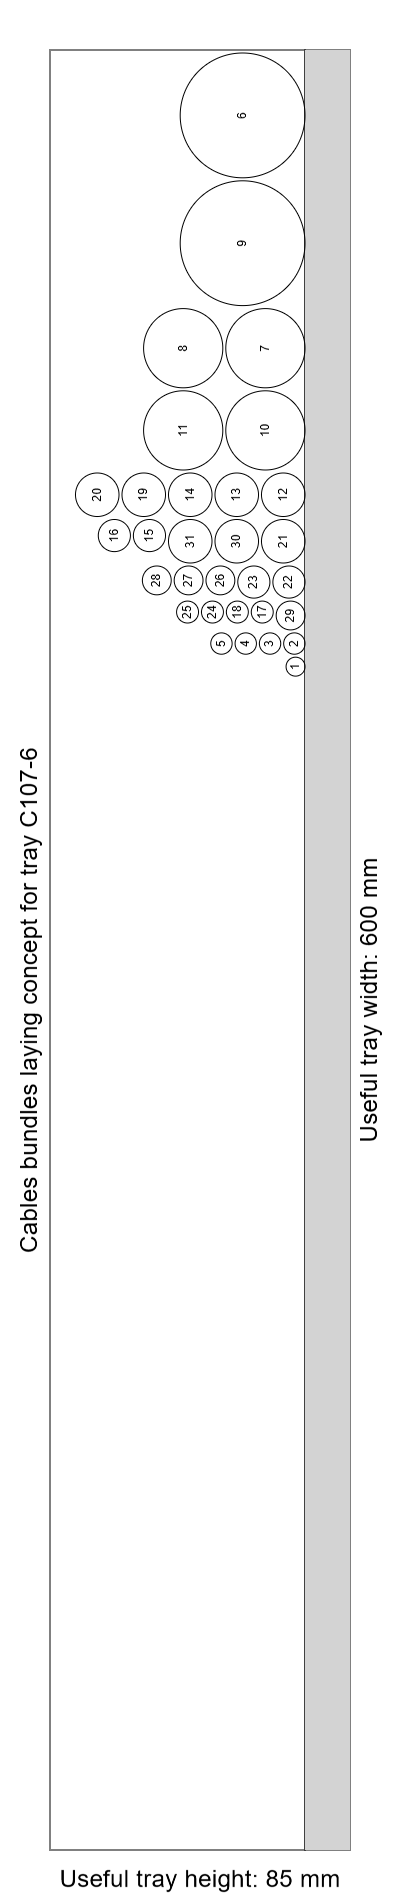 6
9
8 7
11 10
20 19 14 13 12
16 15 31 30 21
28 27 26 23 22
25 24 18 17 29
5 4 3 2
1
Cables bundles laying concept for tray C107-6
Useful tray width: 600 mm
Useful tray height: 85 mm